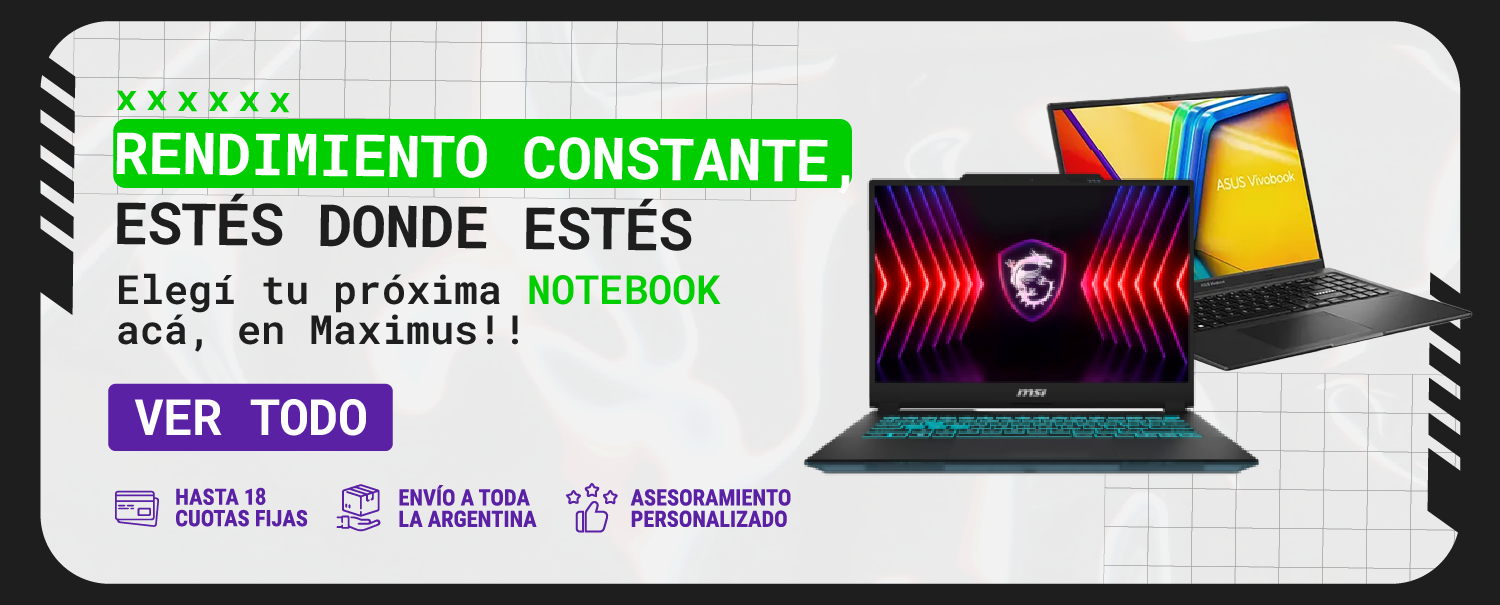 xxxxxx
RENDIMIENTO CONSTANTE,
ESTÉS DONDE ESTÉS
Elegí tu próxima NOTEBOOK
acá, en Maximus!!
VER TODO
HASTA 18
CUOTAS FIJAS
ENVÍO A TODA
LA ARGENTINA
ASESORAMIENTO
PERSONALIZADO
ASUS Vivobook
msi